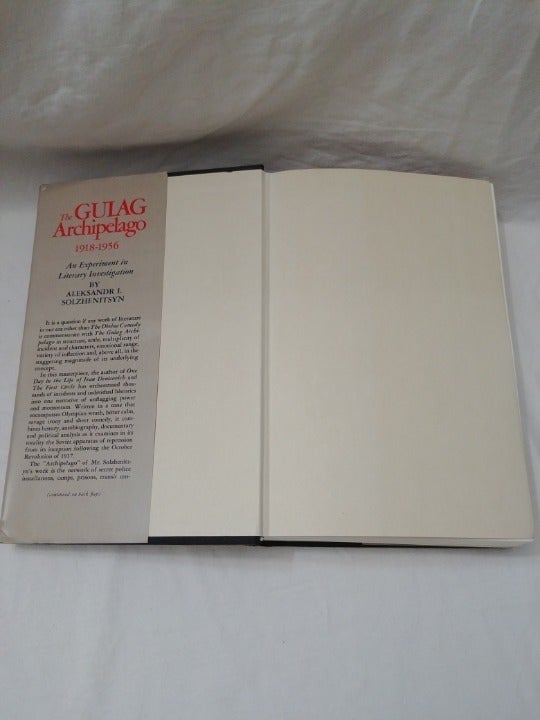 The GULAG
Archipelago
1918-1956
An Experiment in
Literary Investigation
BY
ALEKSANDR I.
SOLZHENITSYN
It is a question if any work of literature
in our era other than The Divine Comedy
is commensurate with The Gulag Archi-
pelago in structure, scale, multiplicity of
incident and characters, emotional range,
variety of inflection and, above all, in the
staggering magnitude of its underlying
concept.
In this masterpiece, the author of One
Day in the Life of Ivan Denisovich and
The First Circle has orchestrated thou-
sands of incidents and individual histories
into one narrative of unflagging power
and momentum. Written in a tone that
encompasses Olympian wrath, bitter calm,
savage irony and sheer comedy, it com-
bines history, autobiography, documentary
and political analysis as it examines in its
totality the Soviet apparatus of repression
from its inception following the October
Revolution of 1917.
The "Archipelago" of Mr. Solzhenit-
syn's work is the network of secret police
installations, camps, prisons, transit cen-
(continued on back flap)